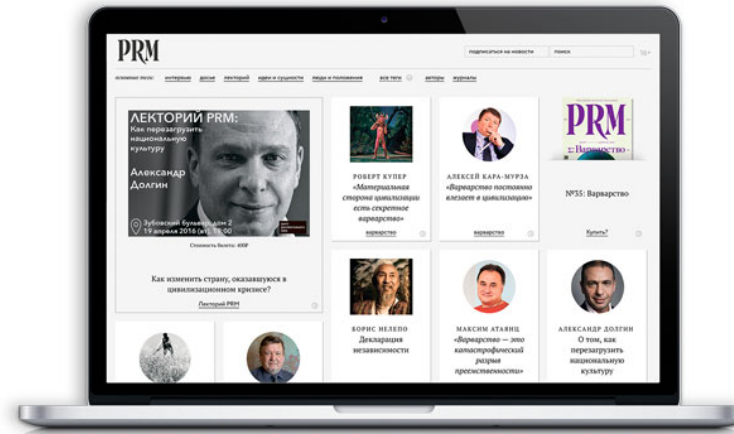 PRM
подписаться на новости
поиск
16+
основные теги:
интервью
досье
лекторий
идеи и сущности
люди и положения
все теги
авторы
журналы
ЛЕКТОРИЙ PRM:
Как перезагрузить
национальную
культуру
Александр
Долгин
Зубовский бульвар, дом 2
19 апреля 2016 (вт), 19:00
Стоимость билета: 400₽
Как изменить страну, оказавшуюся в
цивилизационном кризисе?
Лекторий PRM
РОБЕРТ КУПЕР
«Материальная
сторона цивилизации
есть секретное
варварство»
варварство
АЛЕКСЕЙ КАРА-МУРЗА
«Варварство постоянно
влезает в цивилизацию»
варварство
PRM
Варварство
№35: Варварство
Купить?
БОРИС НЕЛЕПО
Декларация
независимости
МАКСИМ АТАЯНЦ
«Варварство — это
катастрофический
разрыв
преемственности»
АЛЕКСАНДР ДОЛГИН
О том, как
перезагрузить
национальную
культуру